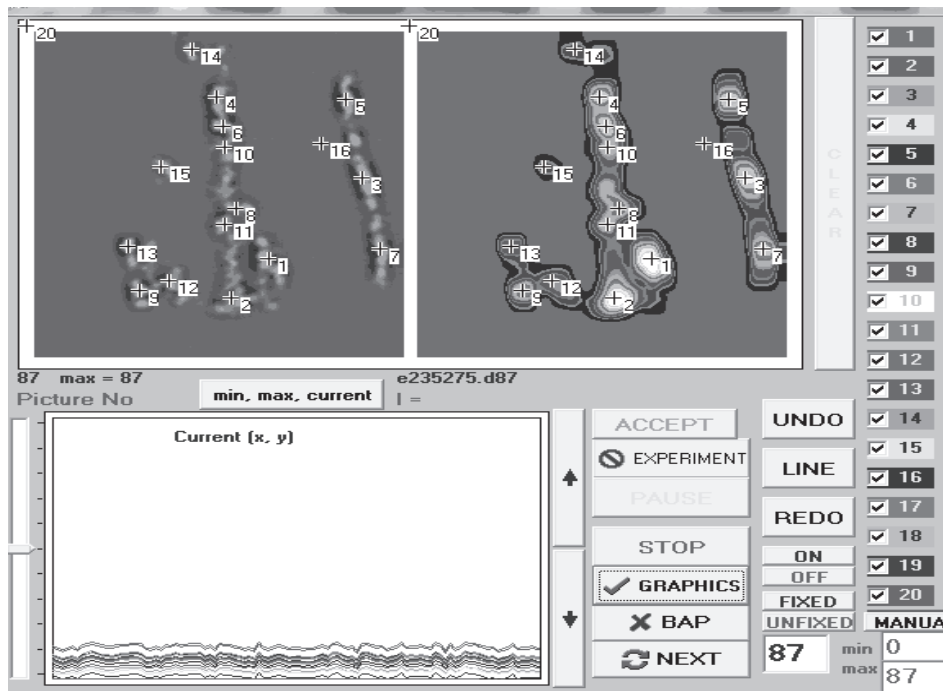 20
14
4
5
6
10
16
15
3
8
11
13
1
7
12
9
2
20
14
4
5
6
10
16
15
3
8
11
13
1
7
12
9
2
CLEAR
1
2
3
4
5
6
7
8
9
10
11
12
13
14
15
16
17
18
19
20
87 max = 87
e235275.d87
Picture No
min, max, current
I =
Current (x, y)
ACCEPT
EXPERIMENT
PAUSE
STOP
GRAPHICS
BAP
NEXT
UNDO
LINE
REDO
ON
OFF
FIXED
UNFIXED
MANUA
87
min 0
max 87